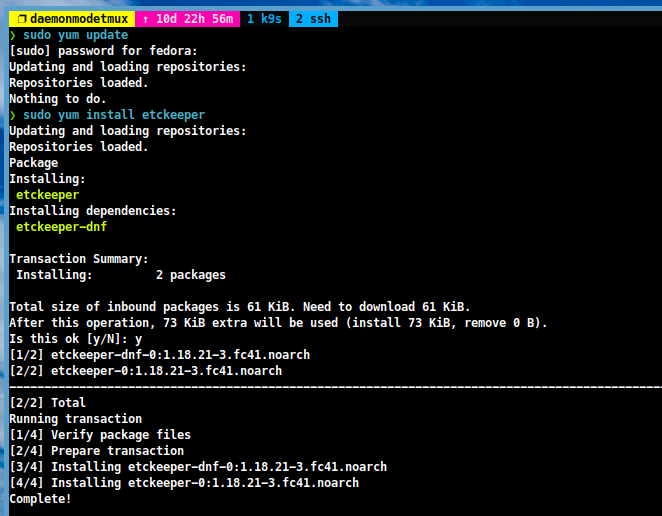 ❐ daemonmodetmux ↑ 10d 22h 56m 1 k9s 2 ssh
❯ sudo yum update
[sudo] password for fedora:
Updating and loading repositories:
Repositories loaded.
Nothing to do.
❯ sudo yum install etckeeper
Updating and loading repositories:
Repositories loaded.
Package
Installing:
 etckeeper
Installing dependencies:
 etckeeper-dnf

Transaction Summary:
 Installing:         2 packages

Total size of inbound packages is 61 KiB. Need to download 61 KiB.
After this operation, 73 KiB extra will be used (install 73 KiB, remove 0 B).
Is this ok [y/N]: y
[1/2] etckeeper-dnf-0:1.18.21-3.fc41.noarch
[2/2] etckeeper-0:1.18.21-3.fc41.noarch
[2/2] Total
Running transaction
[1/4] Verify package files
[2/4] Prepare transaction
[3/4] Installing etckeeper-dnf-0:1.18.21-3.fc41.noarch
[4/4] Installing etckeeper-0:1.18.21-3.fc41.noarch
Complete!